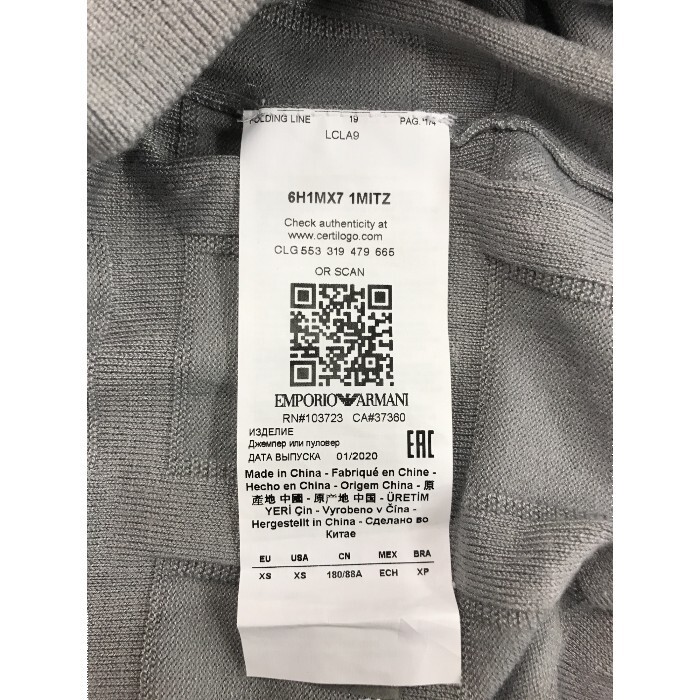 FOLDING LINE 19 PAG. 1/4
LCLA9
6H1MX7 1MITZ
Check authenticity at
www.certilogo.com
CLG 553 319 479 665
OR SCAN
EMPORIO ARMANI
RN#103723 CA#37360
ИЗДЕЛИЕ
Джемпер или пуловер
ДАТА ВЫПУСКА 01/2020
EAC
Made in China - Fabriqué en Chine -
Hecho en China - Origem China - 原
產地 中國 - 原产地 中国 - ÜRETİM
YERİ Çin - Vyrobeno v Čína -
Hergestellt in China - Сделано во
Китае
EU USA CN MEX BRA
XS XS 180/88A ECH XP